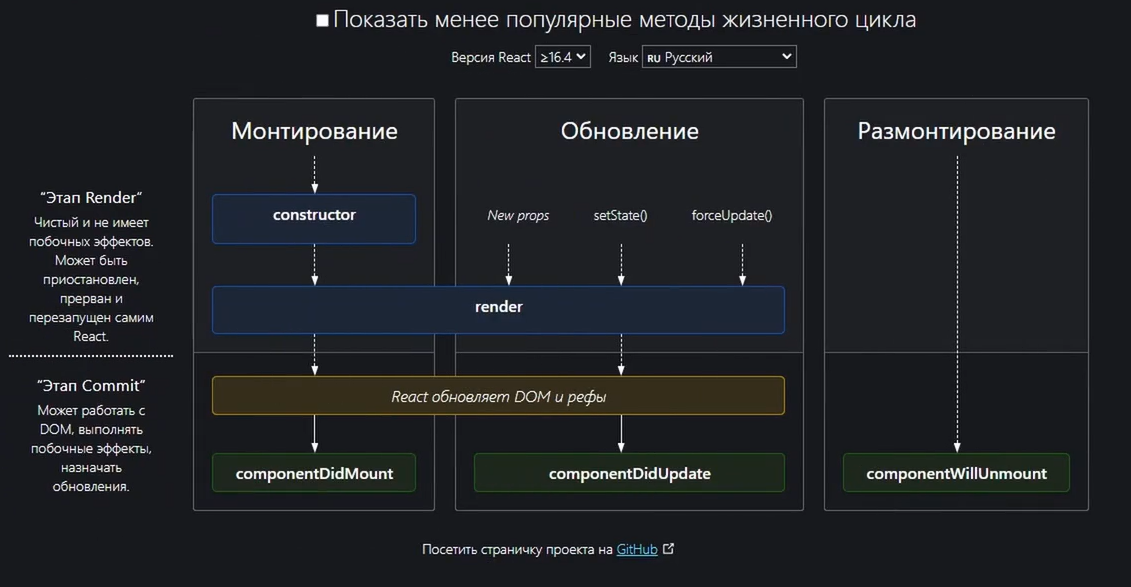 Показать менее популярные методы жизненного цикла
Версия React ≥16.4 Язык RU Русский
Монтирование
Обновление
Размонтирование
“Этап Render“
Чистый и не имеет
побочных эффектов.
Может быть
приостановлен,
прерван и
перезапущен самим
React.
constructor
New props
setState()
forceUpdate()
render
“Этап Commit“
Может работать с
DOM, выполнять
побочные эффекты,
назначать
обновления.
React обновляет DOM и рефы
componentDidMount
componentDidUpdate
componentWillUnmount
Посетить страничку проекта на GitHub